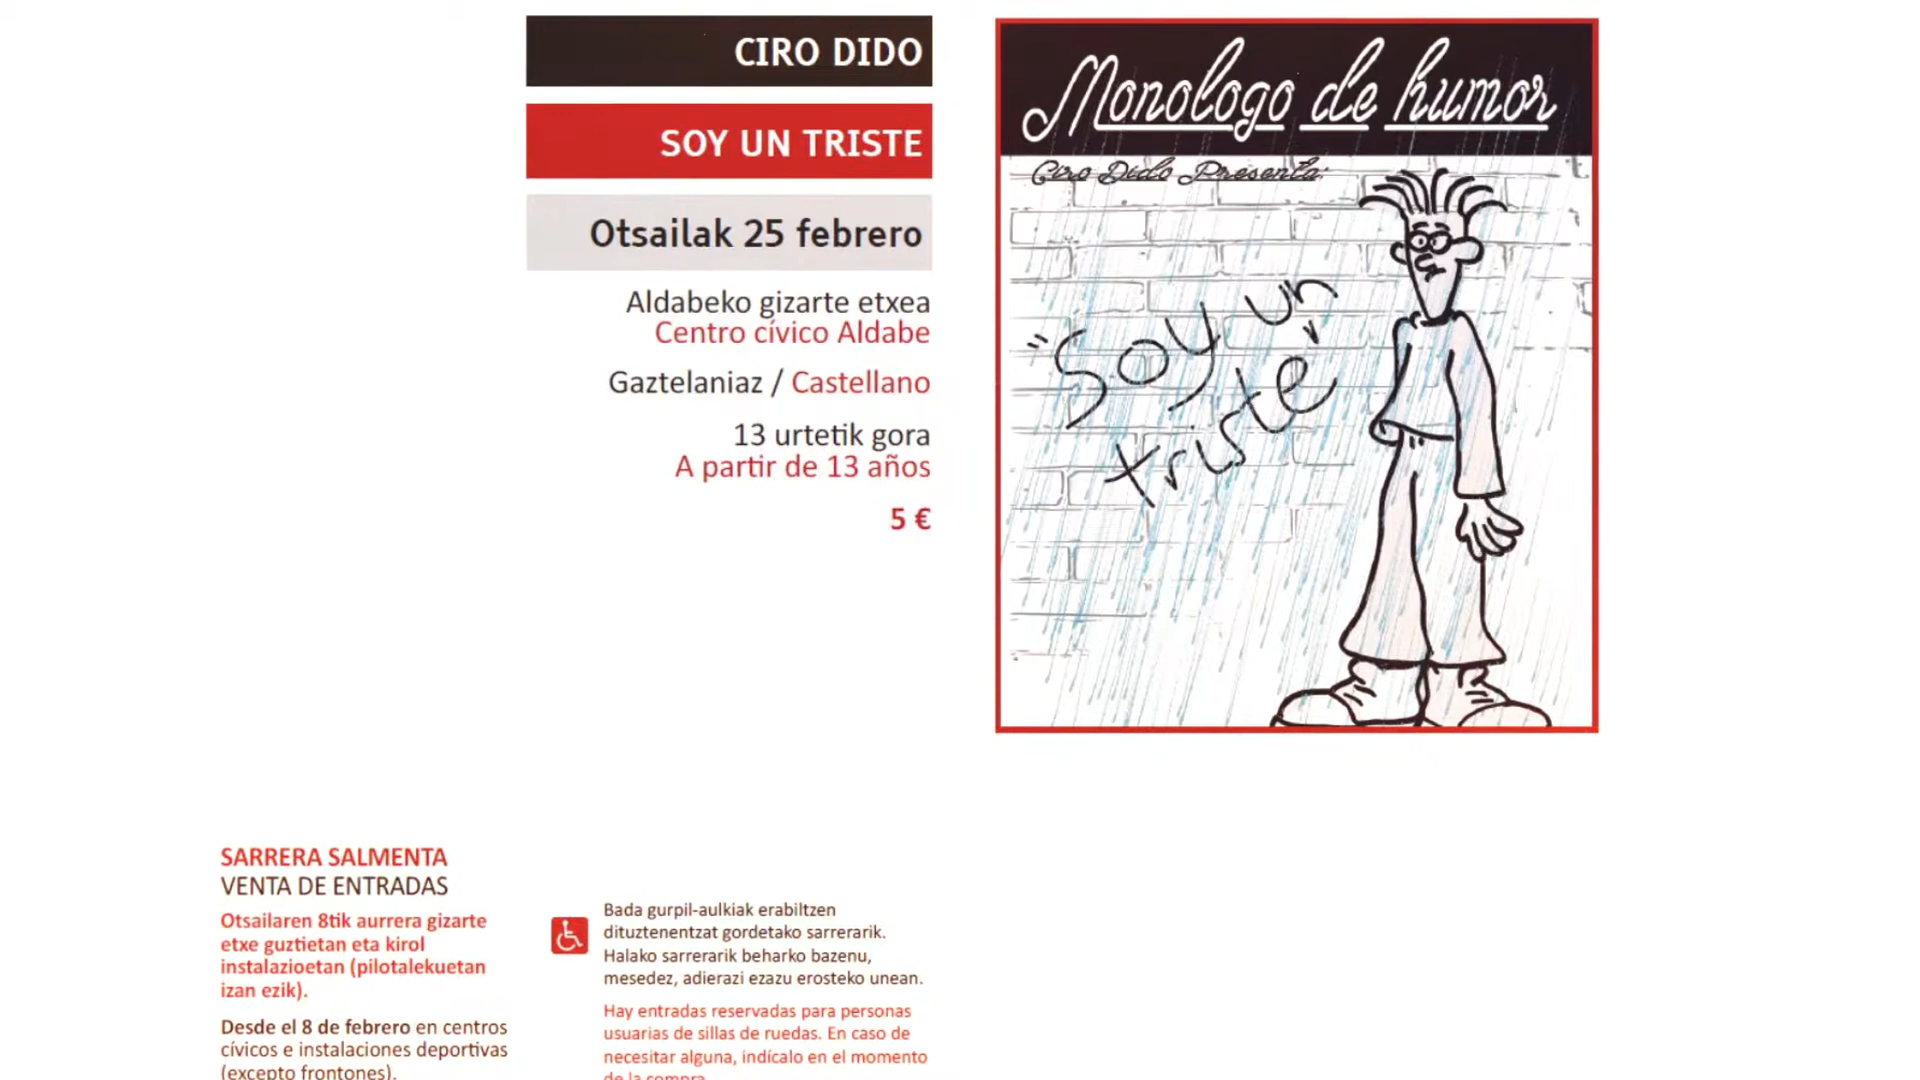 CIRO DIDO
SOY UN TRISTE
Otsailak 25 febrero
Aldabeko gizarte etxea
Centro cívico Aldabe
Gaztelaniaz / Castellano
13 urtetik gora
A partir de 13 años
5 €
Monologo de humor
Ciro Dido Presenta:
"Soy un
triste"
SARRERA SALMENTA
VENTA DE ENTRADAS
Otsailaren 8tik aurrera gizarte
etxe guztietan eta kirol
instalazioetan (pilotalekuetan
izan ezik).
Desde el 8 de febrero en centros
cívicos e instalaciones deportivas
(excepto frontones).
Bada gurpil-aulkiak erabiltzen
dituztenentzat gordetako sarrerarik.
Halako sarrerarik beharko bazenu,
mesedez, adierazi ezazu erosteko unean.
Hay entradas reservadas para personas
usuarias de sillas de ruedas. En caso de
necesitar alguna, indícalo en el momento
de la compra.